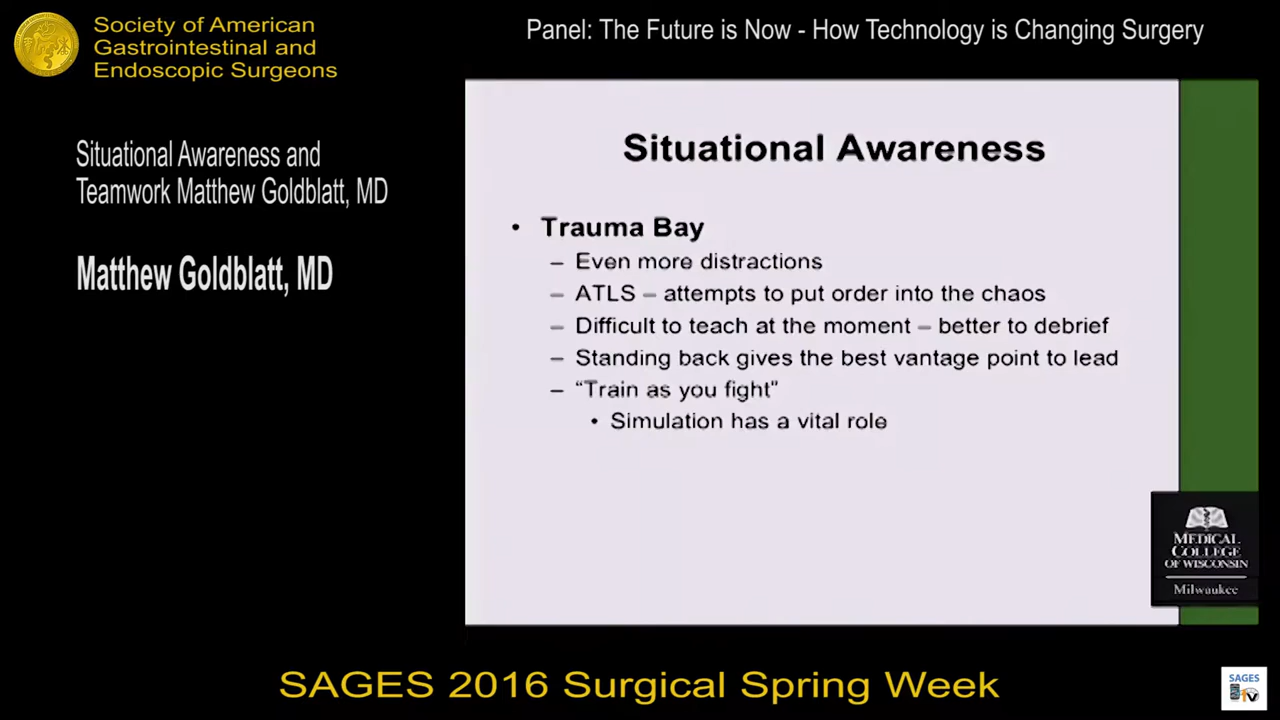 Society of American
Gastrointestinal and
Endoscopic Surgeons
Panel: The Future is Now - How Technology is Changing Surgery
Situational Awareness and
Teamwork Matthew Goldblatt, MD
Matthew Goldblatt, MD
Situational Awareness
• Trauma Bay
– Even more distractions
– ATLS – attempts to put order into the chaos
– Difficult to teach at the moment – better to debrief
– Standing back gives the best vantage point to lead
– “Train as you fight”
• Simulation has a vital role
MEDICAL
COLLEGE
OF WISCONSIN
Milwaukee
SAGES 2016 Surgical Spring Week
SAGES
tv